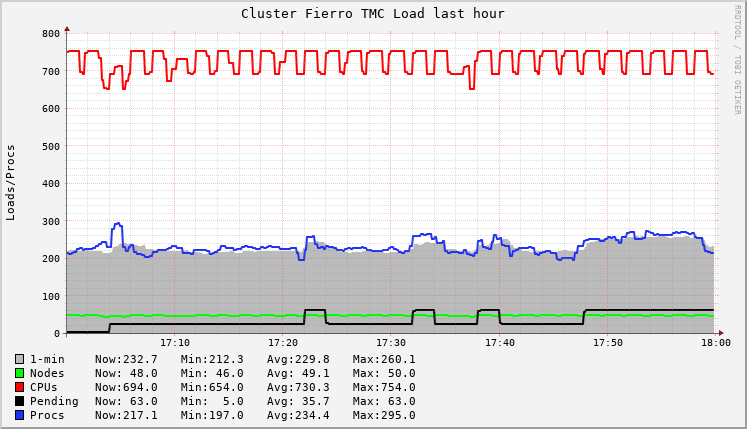 Cluster Fierro TMC Load last hour
RRDTOOL / TOBI OETIKER
Loads/Procs
800
700
600
500
400
300
200
100
0
17:10 17:20 17:30 17:40 17:50 18:00
1-min Now:232.7 Min:212.3 Avg:229.8 Max:260.1
Nodes Now: 48.0 Min: 46.0 Avg: 49.1 Max: 50.0
CPUs Now:694.0 Min:654.0 Avg:730.3 Max:754.0
Pending Now: 63.0 Min: 5.0 Avg: 35.7 Max: 63.0
Procs Now:217.1 Min:197.0 Avg:234.4 Max:295.0